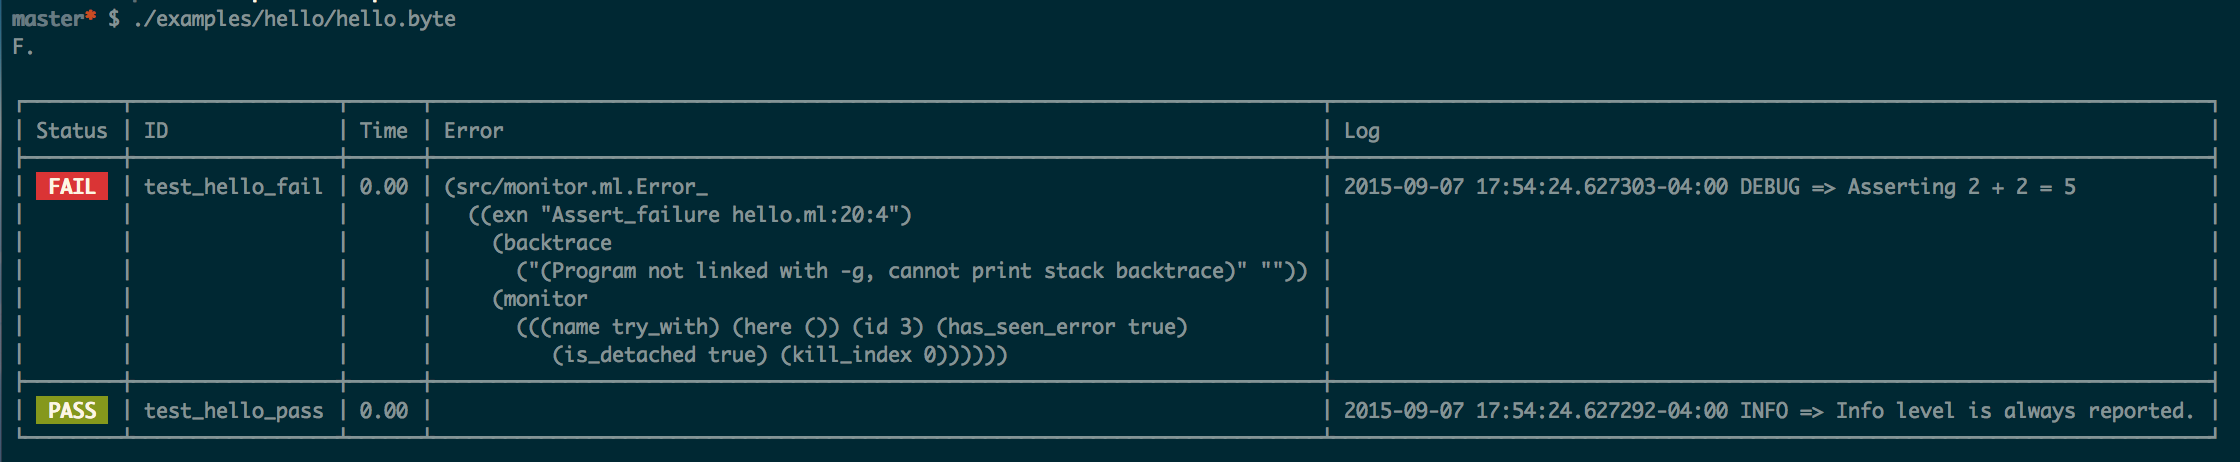 master* $ ./examples/hello/hello.byte
F.
Status | ID | Time | Error | Log
FAIL | test_hello_fail | 0.00 | (src/monitor.ml.Error_ | 2015-09-07 17:54:24.627303-04:00 DEBUG => Asserting 2 + 2 = 5
((exn "Assert_failure hello.ml:20:4")
(backtrace
("(Program not linked with -g, cannot print stack backtrace)" ""))
(monitor
(((name try_with) (here ()) (id 3) (has_seen_error true)
(is_detached true) (kill_index 0))))))
PASS | test_hello_pass | 0.00 | | 2015-09-07 17:54:24.627292-04:00 INFO => Info level is always reported.